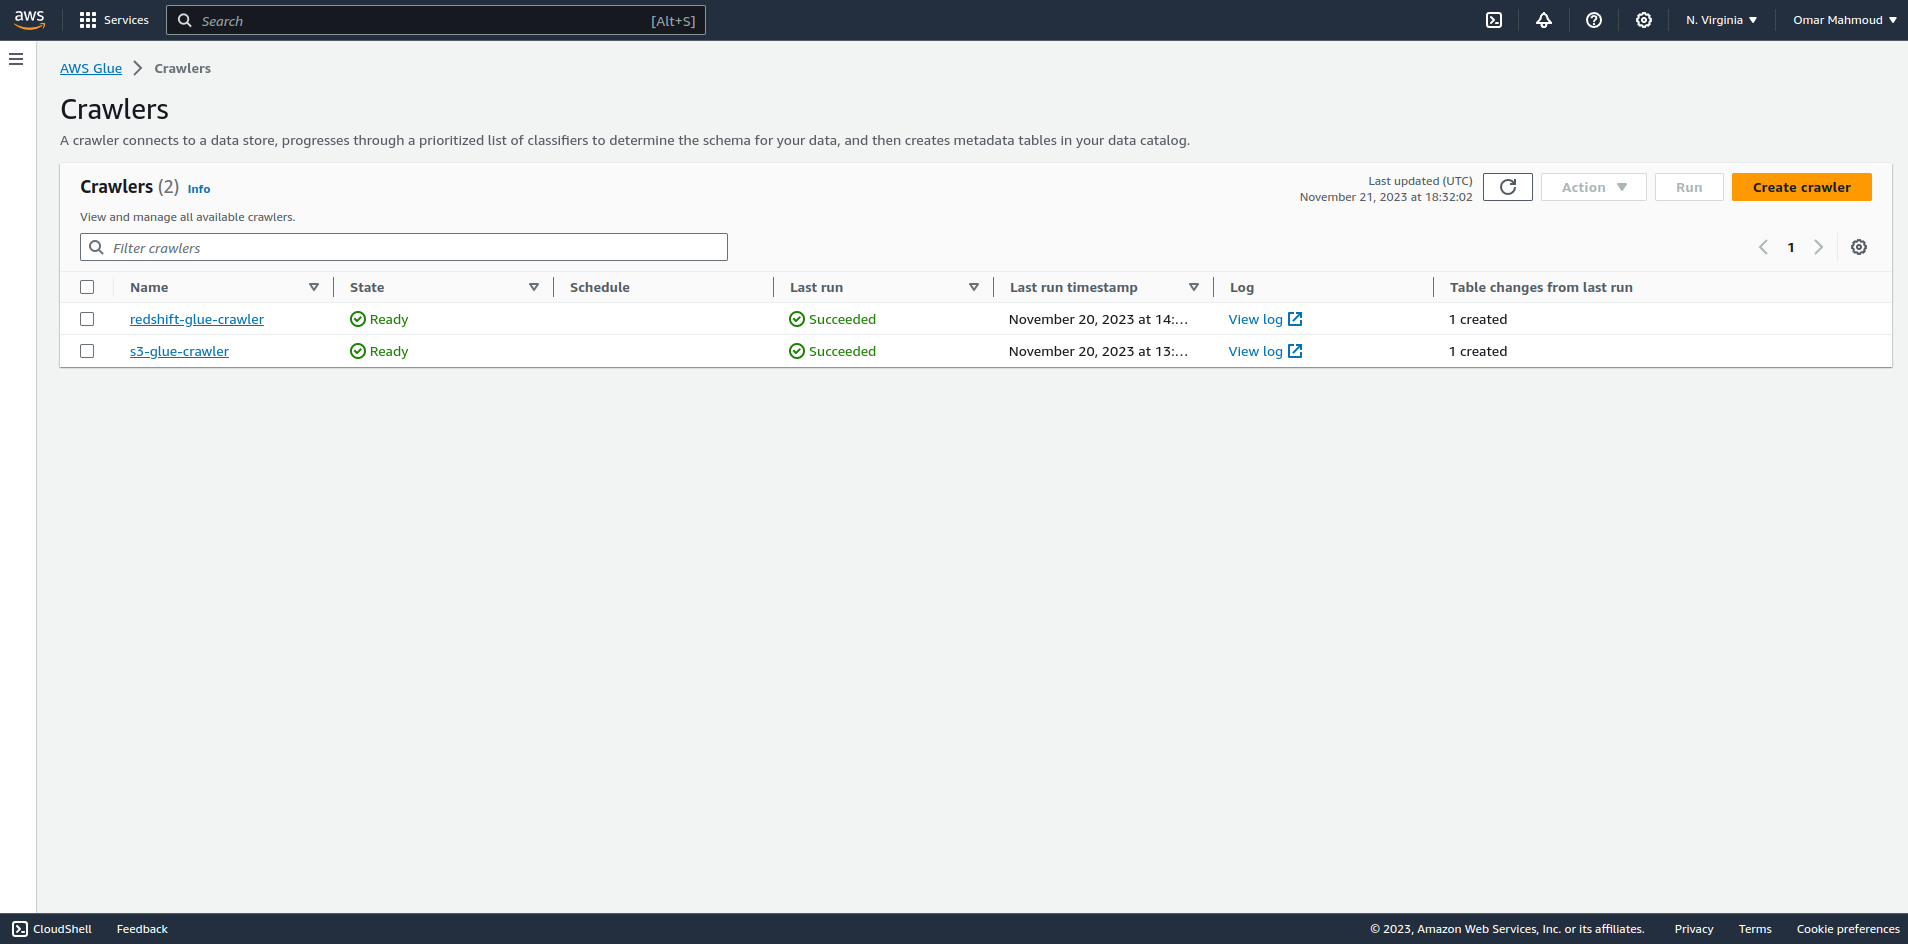 aws Services Search [Alt+S] N. Virginia Omar Mahmoud
AWS Glue Crawlers
Crawlers
A crawler connects to a data store, progresses through a prioritized list of classifiers to determine the schema for your data, and then creates metadata tables in your data catalog.
Crawlers (2) Info
Last updated (UTC)
November 21, 2023 at 18:32:02
Action Run Create crawler
View and manage all available crawlers.
Filter crawlers 1
Name State Schedule Last run Last run timestamp Log Table changes from last run
redshift-glue-crawler Ready Succeeded November 20, 2023 at 14:... View log 1 created
s3-glue-crawler Ready Succeeded November 20, 2023 at 13:... View log 1 created
CloudShell Feedback © 2023, Amazon Web Services, Inc. or its affiliates. Privacy Terms Cookie preferences